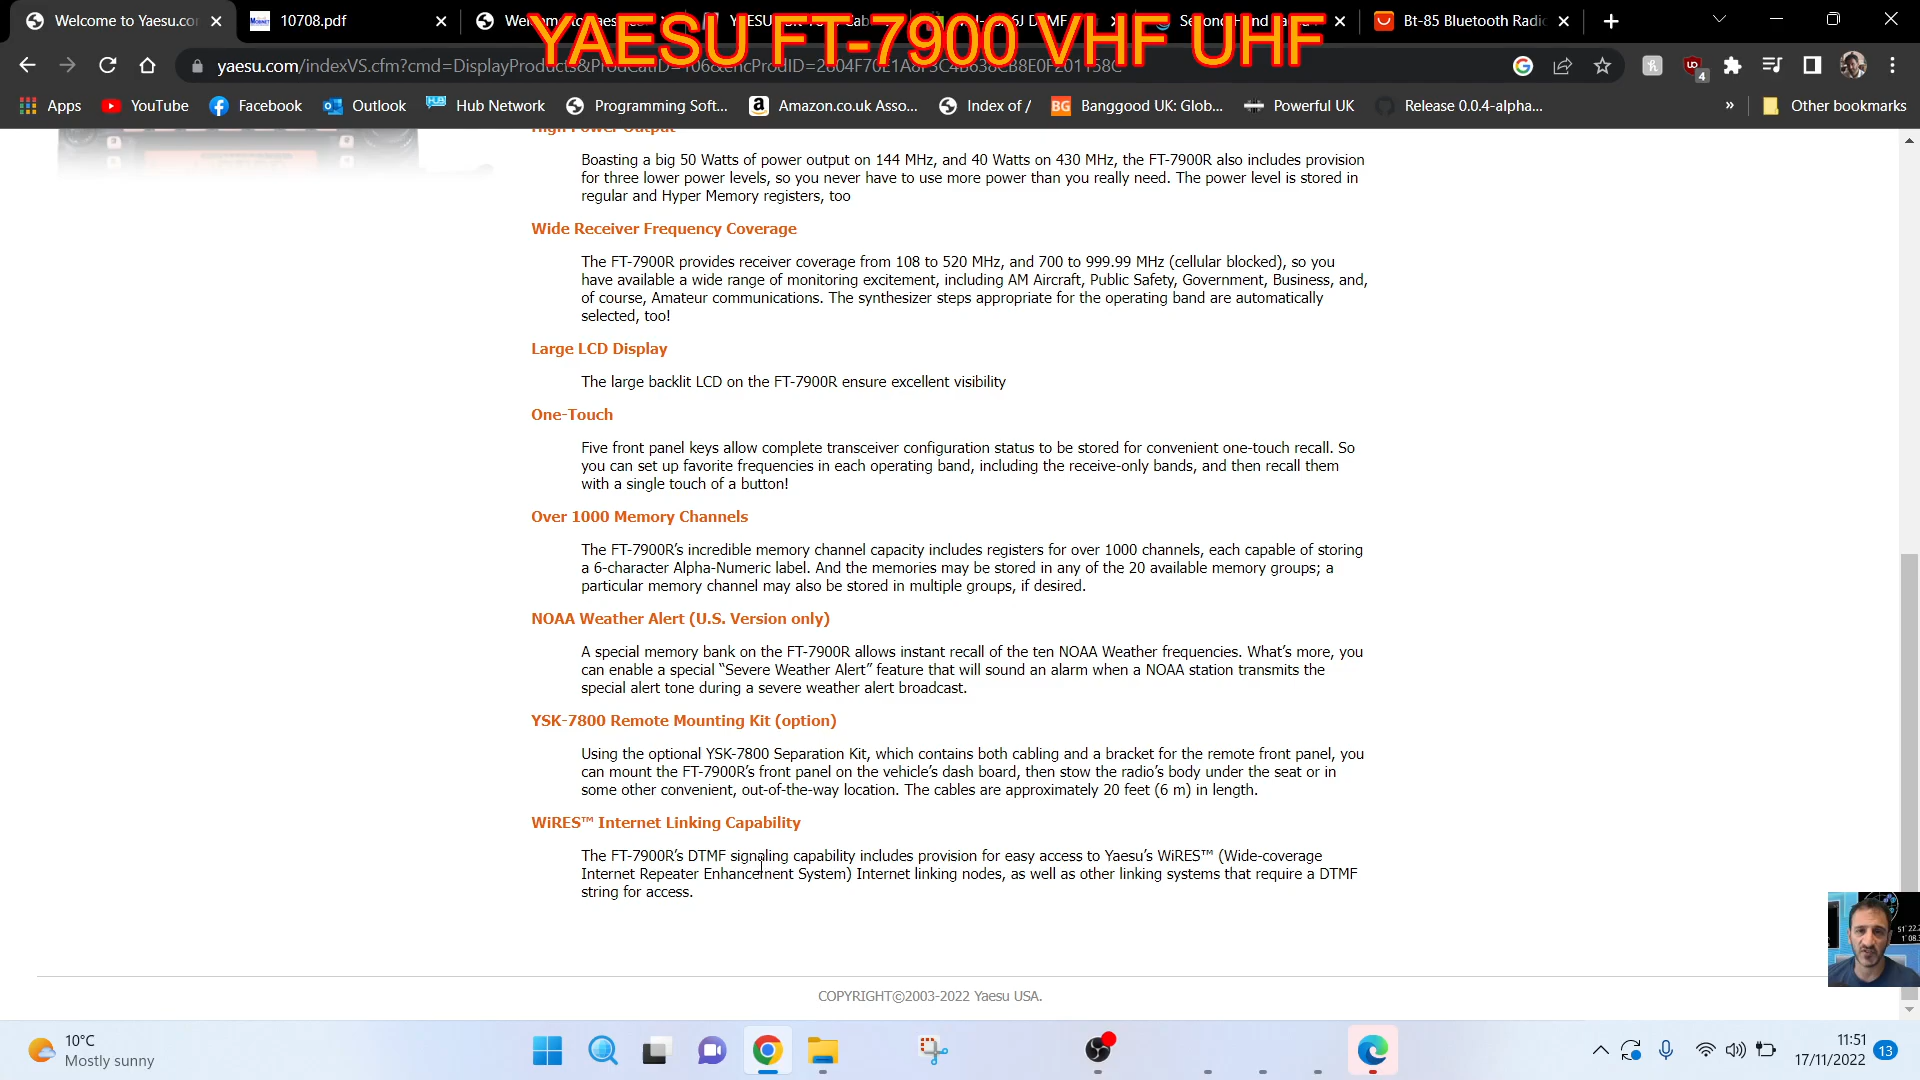 Welcome to Yaesu.co
10708.pdf
Bt-85 Bluetooth Radio
YAESU FT-7900 VHF UHF
yaesu.com/indexVS.cfm?cmd=DisplayProducts&ProdCatID=106&encProdID=
Apps
YouTube
Facebook
Outlook
Hub Network
Programming Soft...
Amazon.co.uk Asso...
Index of /
Banggood UK: Glob...
Powerful UK
Release 0.0.4-alpha...
»
Other bookmarks
High Power Output
Boasting a big 50 Watts of power output on 144 MHz, and 40 Watts on 430 MHz, the FT-7900R also includes provision
for three lower power levels, so you never have to use more power than you really need. The power level is stored in
regular and Hyper Memory registers, too
Wide Receiver Frequency Coverage
The FT-7900R provides receiver coverage from 108 to 520 MHz, and 700 to 999.99 MHz (cellular blocked), so you
have available a wide range of monitoring excitement, including AM Aircraft, Public Safety, Government, Business, and,
of course, Amateur communications. The synthesizer steps appropriate for the operating band are automatically
selected, too!
Large LCD Display
The large backlit LCD on the FT-7900R ensure excellent visibility
One-Touch
Five front panel keys allow complete transceiver configuration status to be stored for convenient one-touch recall. So
you can set up favorite frequencies in each operating band, including the receive-only bands, and then recall them
with a single touch of a button!
Over 1000 Memory Channels
The FT-7900R’s incredible memory channel capacity includes registers for over 1000 channels, each capable of storing
a 6-character Alpha-Numeric label. And the memories may be stored in any of the 20 available memory groups; a
particular memory channel may also be stored in multiple groups, if desired.
NOAA Weather Alert (U.S. Version only)
A special memory bank on the FT-7900R allows instant recall of the ten NOAA Weather frequencies. What’s more, you
can enable a special “Severe Weather Alert” feature that will sound an alarm when a NOAA station transmits the
special alert tone during a severe weather alert broadcast.
YSK-7800 Remote Mounting Kit (option)
Using the optional YSK-7800 Separation Kit, which contains both cabling and a bracket for the remote front panel, you
can mount the FT-7900R’s front panel on the vehicle’s dash board, then stow the radio’s body under the seat or in
some other convenient, out-of-the-way location. The cables are approximately 20 feet (6 m) in length.
WiRES™ Internet Linking Capability
The FT-7900R’s DTMF signaling capability includes provision for easy access to Yaesu’s WiRES™ (Wide-coverage
Internet Repeater Enhancement System) Internet linking nodes, as well as other linking systems that require a DTMF
string for access.
COPYRIGHT©2003-2022 Yaesu USA.
10°C
Mostly sunny
11:51
17/11/2022
13